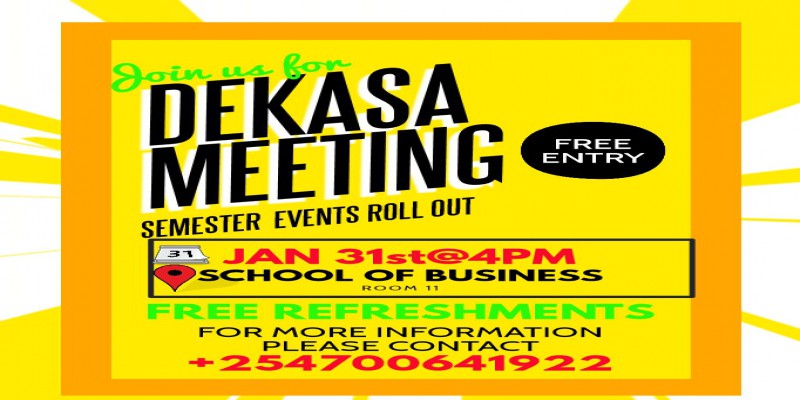 Join us for
DEKASA
MEETING
FREE
ENTRY
SEMESTER EVENTS ROLL OUT
31
JAN 31st@4PM
SCHOOL OF BUSINESS
ROOM 11
FREE REFRESHMENTS
FOR MORE INFORMATION
PLEASE CONTACT
+254700641922